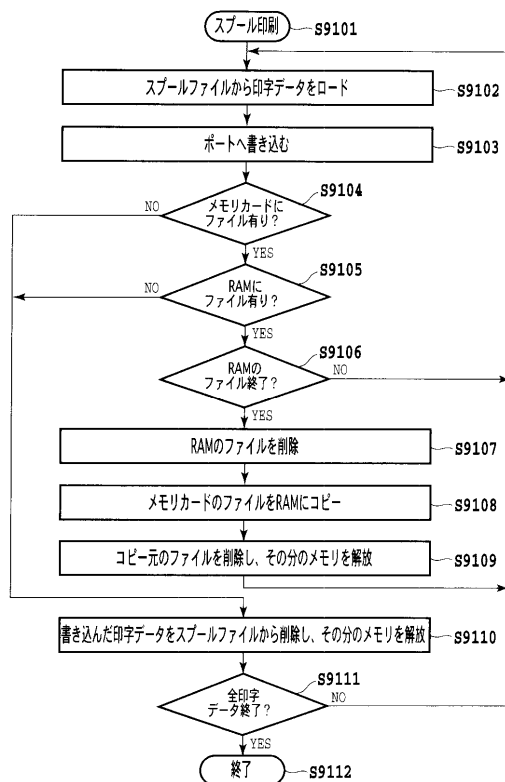 スプール印刷
S9101
スプールファイルから印字データをロード
S9102
ポートへ書き込む
S9103
S9104
メモリカードに
ファイル有り?
NO
YES
S9105
RAMに
ファイル有り?
NO
YES
S9106
RAMの
ファイル終了?
NO
YES
RAMのファイルを削除
S9107
メモリカードのファイルをRAMにコピー
S9108
コピー元のファイルを削除し、その分のメモリを解放
S9109
書き込んだ印字データをスプールファイルから削除し、その分のメモリを解放
S9110
S9111
全印字
データ終了?
NO
YES
終了
S9112